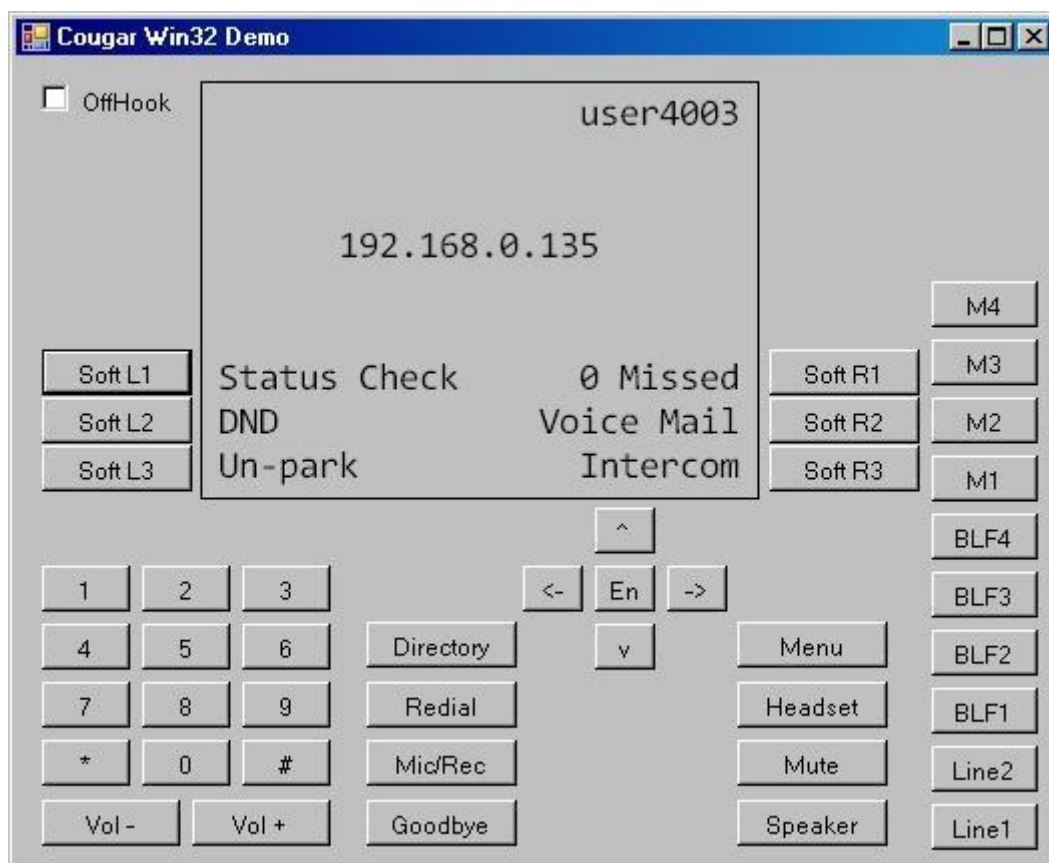 Cougar Win32 Demo
OffHook
user4003
192.168.0.135
M4
Soft L1 Status Check 0 Missed Soft R1 M3
Soft L2 DND Voice Mail Soft R2 M2
Soft L3 Un-park Intercom Soft R3 M1
^ BLF4
1 2 3 <- En -> BLF3
4 5 6 Directory v Menu BLF2
7 8 9 Redial Headset BLF1
* 0 # Mic/Rec Mute Line2
Vol - Vol + Goodbye Speaker Line1